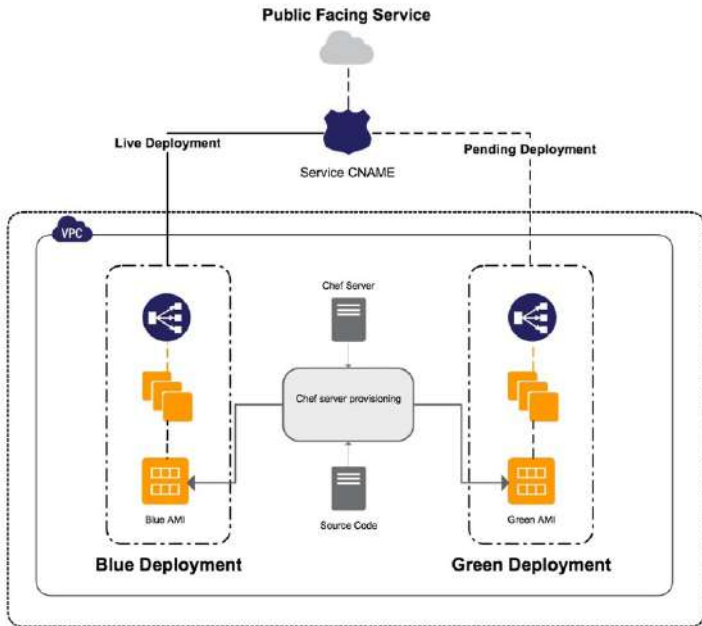 Public Facing Service
Live Deployment
Pending Deployment
Service CNAME
VPC
Chef Server
Chef server provisioning
Blue AMI
Source Code
Green AMI
Blue Deployment
Green Deployment